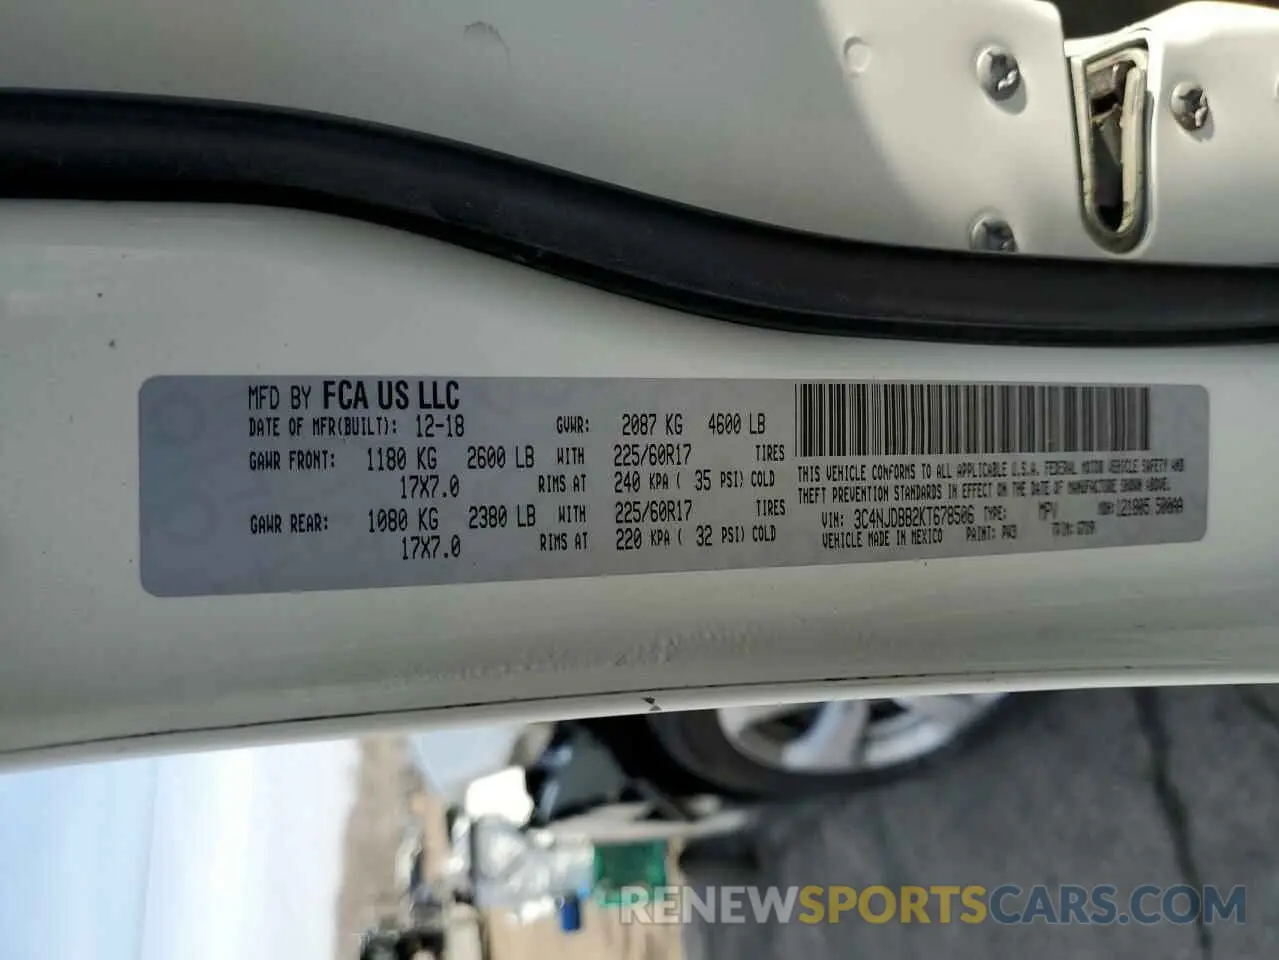 MFD BY FCA US LLC
DATE OF MFR(BUILT): 12-18 GVWR: 2087 KG 4600 LB
GAWR FRONT: 1180 KG 2600 LB WITH 225/60R17 TIRES
17X7.0 RIMS AT 240 KPA ( 35 PSI) COLD
GAWR REAR: 1080 KG 2380 LB WITH 225/60R17 TIRES
17X7.0 RIMS AT 220 KPA ( 32 PSI) COLD
THIS VEHICLE CONFORMS TO ALL APPLICABLE U.S.A. FEDERAL MOTOR VEHICLE SAFETY AND
THEFT PREVENTION STANDARDS IN EFFECT ON THE DATE OF MANUFACTURE SHOWN ABOVE.
VIN: 3C4NJDBB2KT678506 TYPE: MPV MDH: 121805 500AA
VEHICLE MADE IN MEXICO PAINT: PW3 TRIM:
RENEWSPORTSCARS.COM